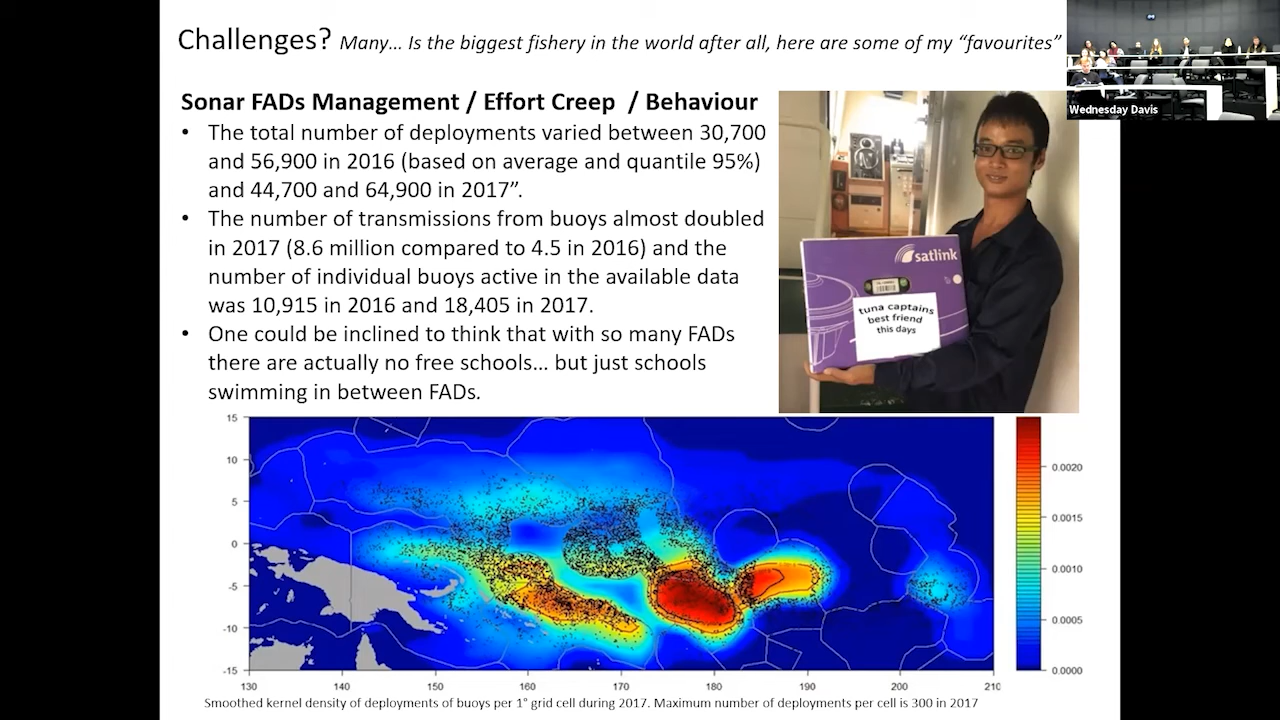 Challenges? Many... Is the biggest fishery in the world after all, here are some of my “favourites”
Wednesday Davis
Sonar FADs Management / Effort Creep / Behaviour
• The total number of deployments varied between 30,700
and 56,900 in 2016 (based on average and quantile 95%)
and 44,700 and 64,900 in 2017”.
• The number of transmissions from buoys almost doubled
in 2017 (8.6 million compared to 4.5 in 2016) and the
number of individual buoys active in the available data
was 10,915 in 2016 and 18,405 in 2017.
• One could be inclined to think that with so many FADs
there are actually no free schools... but just schools
swimming in between FADs.
satlink
tuna captains
best friend
this days
15
10
5
0
-5
-10
-15
130 140 150 160 170 180 190 200 210
0.0020
0.0015
0.0010
0.0005
0.0000
Smoothed kernel density of deployments of buoys per 1° grid cell during 2017. Maximum number of deployments per cell is 300 in 2017